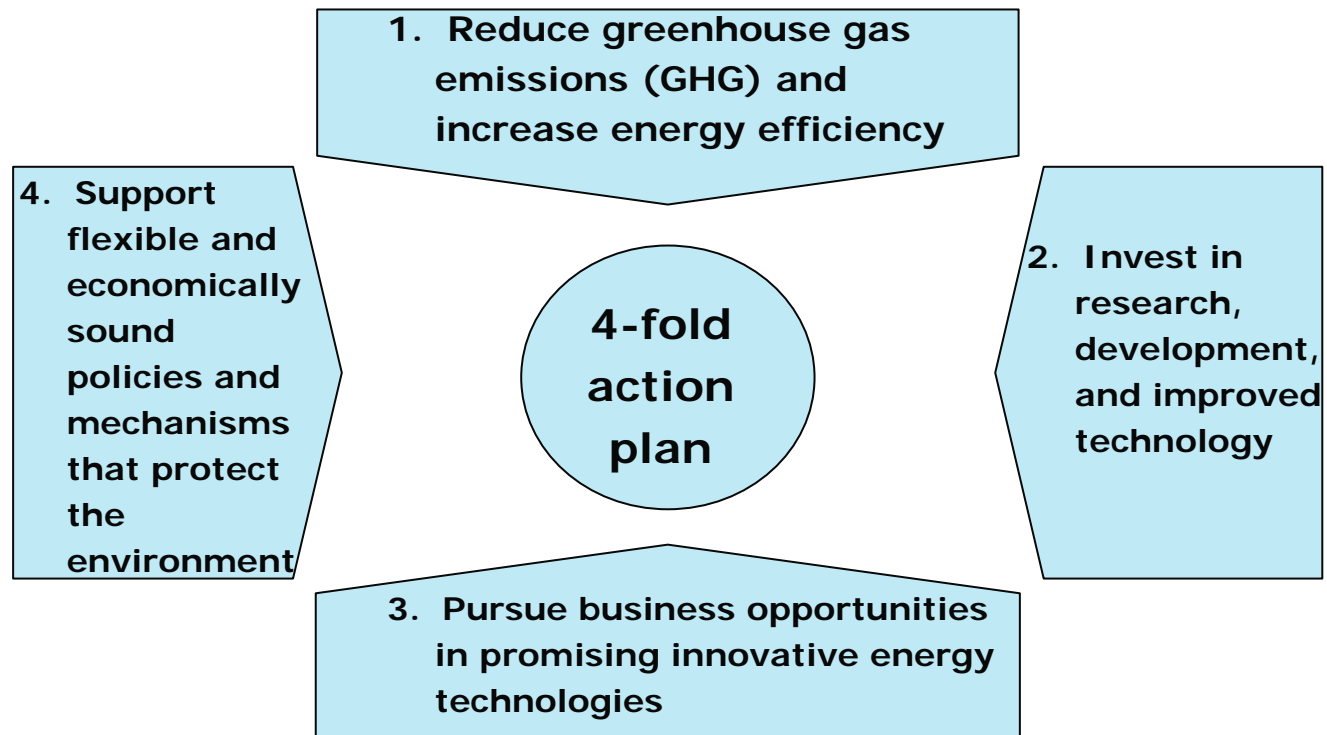 1. Reduce greenhouse gas
emissions (GHG) and
increase energy efficiency
4. Support
flexible and
economically
sound
policies and
mechanisms
that protect
the
environment
4-fold
action
plan
2. Invest in
research,
development,
and improved
technology
3. Pursue business opportunities
in promising innovative energy
technologies